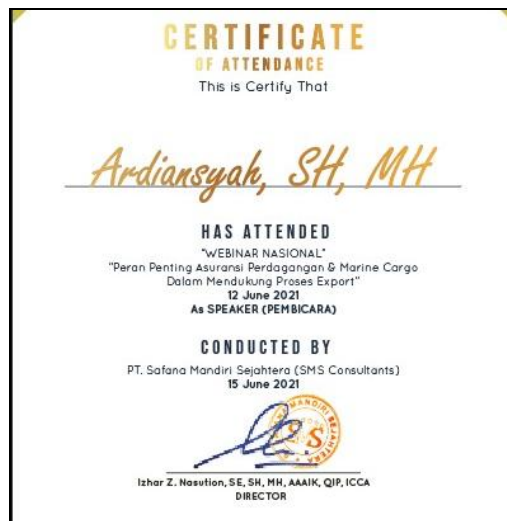 CERTIFICATE
OF ATTENDANCE
This is Certify That
Ardiansyah, SH, MH
HAS ATTENDED
"WEBINAR NASIONAL"
"Peran Penting Asuransi Perdagangan & Marine Cargo
Dalam Mendukung Proses Export"
12 June 2021
As SPEAKER (PEMBICARA)
CONDUCTED BY
PT. Safana Mandiri Sejahtera (SMS Consultants)
15 June 2021
MANDIRI SEJAHTERA
Izhar Z. Nasution, SE, SH, MH, AAAIK, QIP, ICCA
DIRECTOR